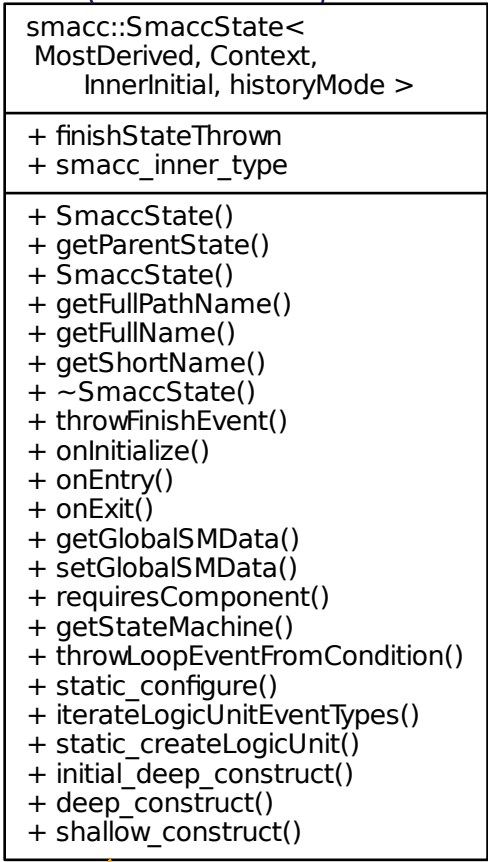 smacc::SmaccState<
MostDerived, Context,
InnerInitial, historyMode >
+ finishStateThrown
+ smacc_inner_type
+ SmaccState()
+ getParentState()
+ SmaccState()
+ getFullPathName()
+ getFullName()
+ getShortName()
+ ~SmaccState()
+ throwFinishEvent()
+ onInitialize()
+ onEntry()
+ onExit()
+ getGlobalSMData()
+ setGlobalSMData()
+ requiresComponent()
+ getStateMachine()
+ throwLoopEventFromCondition()
+ static_configure()
+ iterateLogicUnitEventTypes()
+ static_createLogicUnit()
+ initial_deep_construct()
+ deep_construct()
+ shallow_construct()